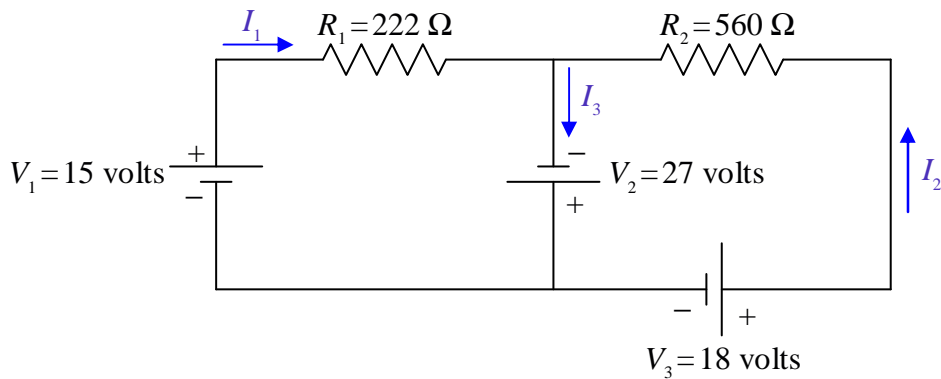 I₁
R₁=222 Ω
R₂=560 Ω
I₃
+
−
V₁=15 volts
−
+
V₂=27 volts
I₂
−
+
V₃=18 volts